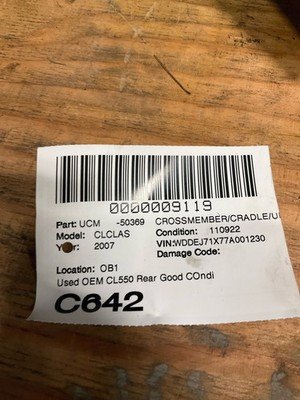 0000009119
Part: UCM -50369 CROSSMEMBER/CRADLE/U
Model: CLCLAS Condition: 110922
Year: 2007 VIN:WDDEJ71X77A001230
Damage Code:
Location: OB1
Used OEM CL550 Rear Good COndi
C642